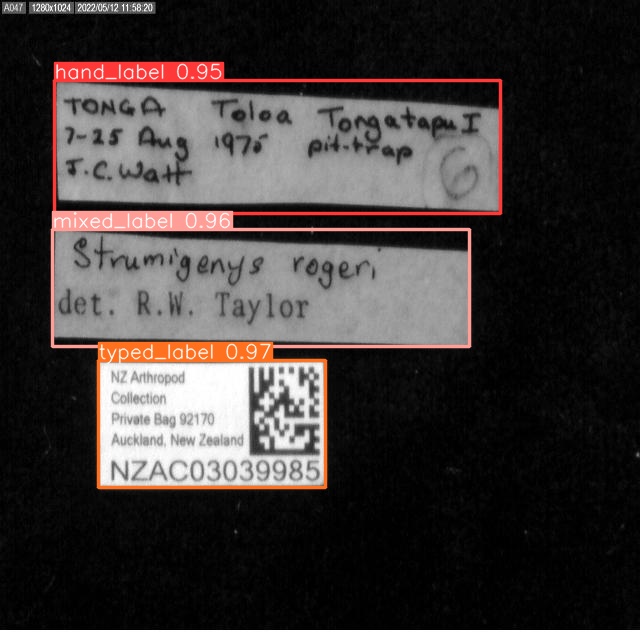 A047 1280x1024 2022/05/12 11:58:20
hand_label 0.95
TONGA Toloa Tongatapu I
7-25 Aug 1975 pit-trap
J.C. Watt
G
mixed_label 0.96
Strumigenys rogeri
det. R.W. Taylor
typed_label 0.97
NZ Arthropod
Collection
Private Bag 92170
Auckland, New Zealand
NZAC03039985